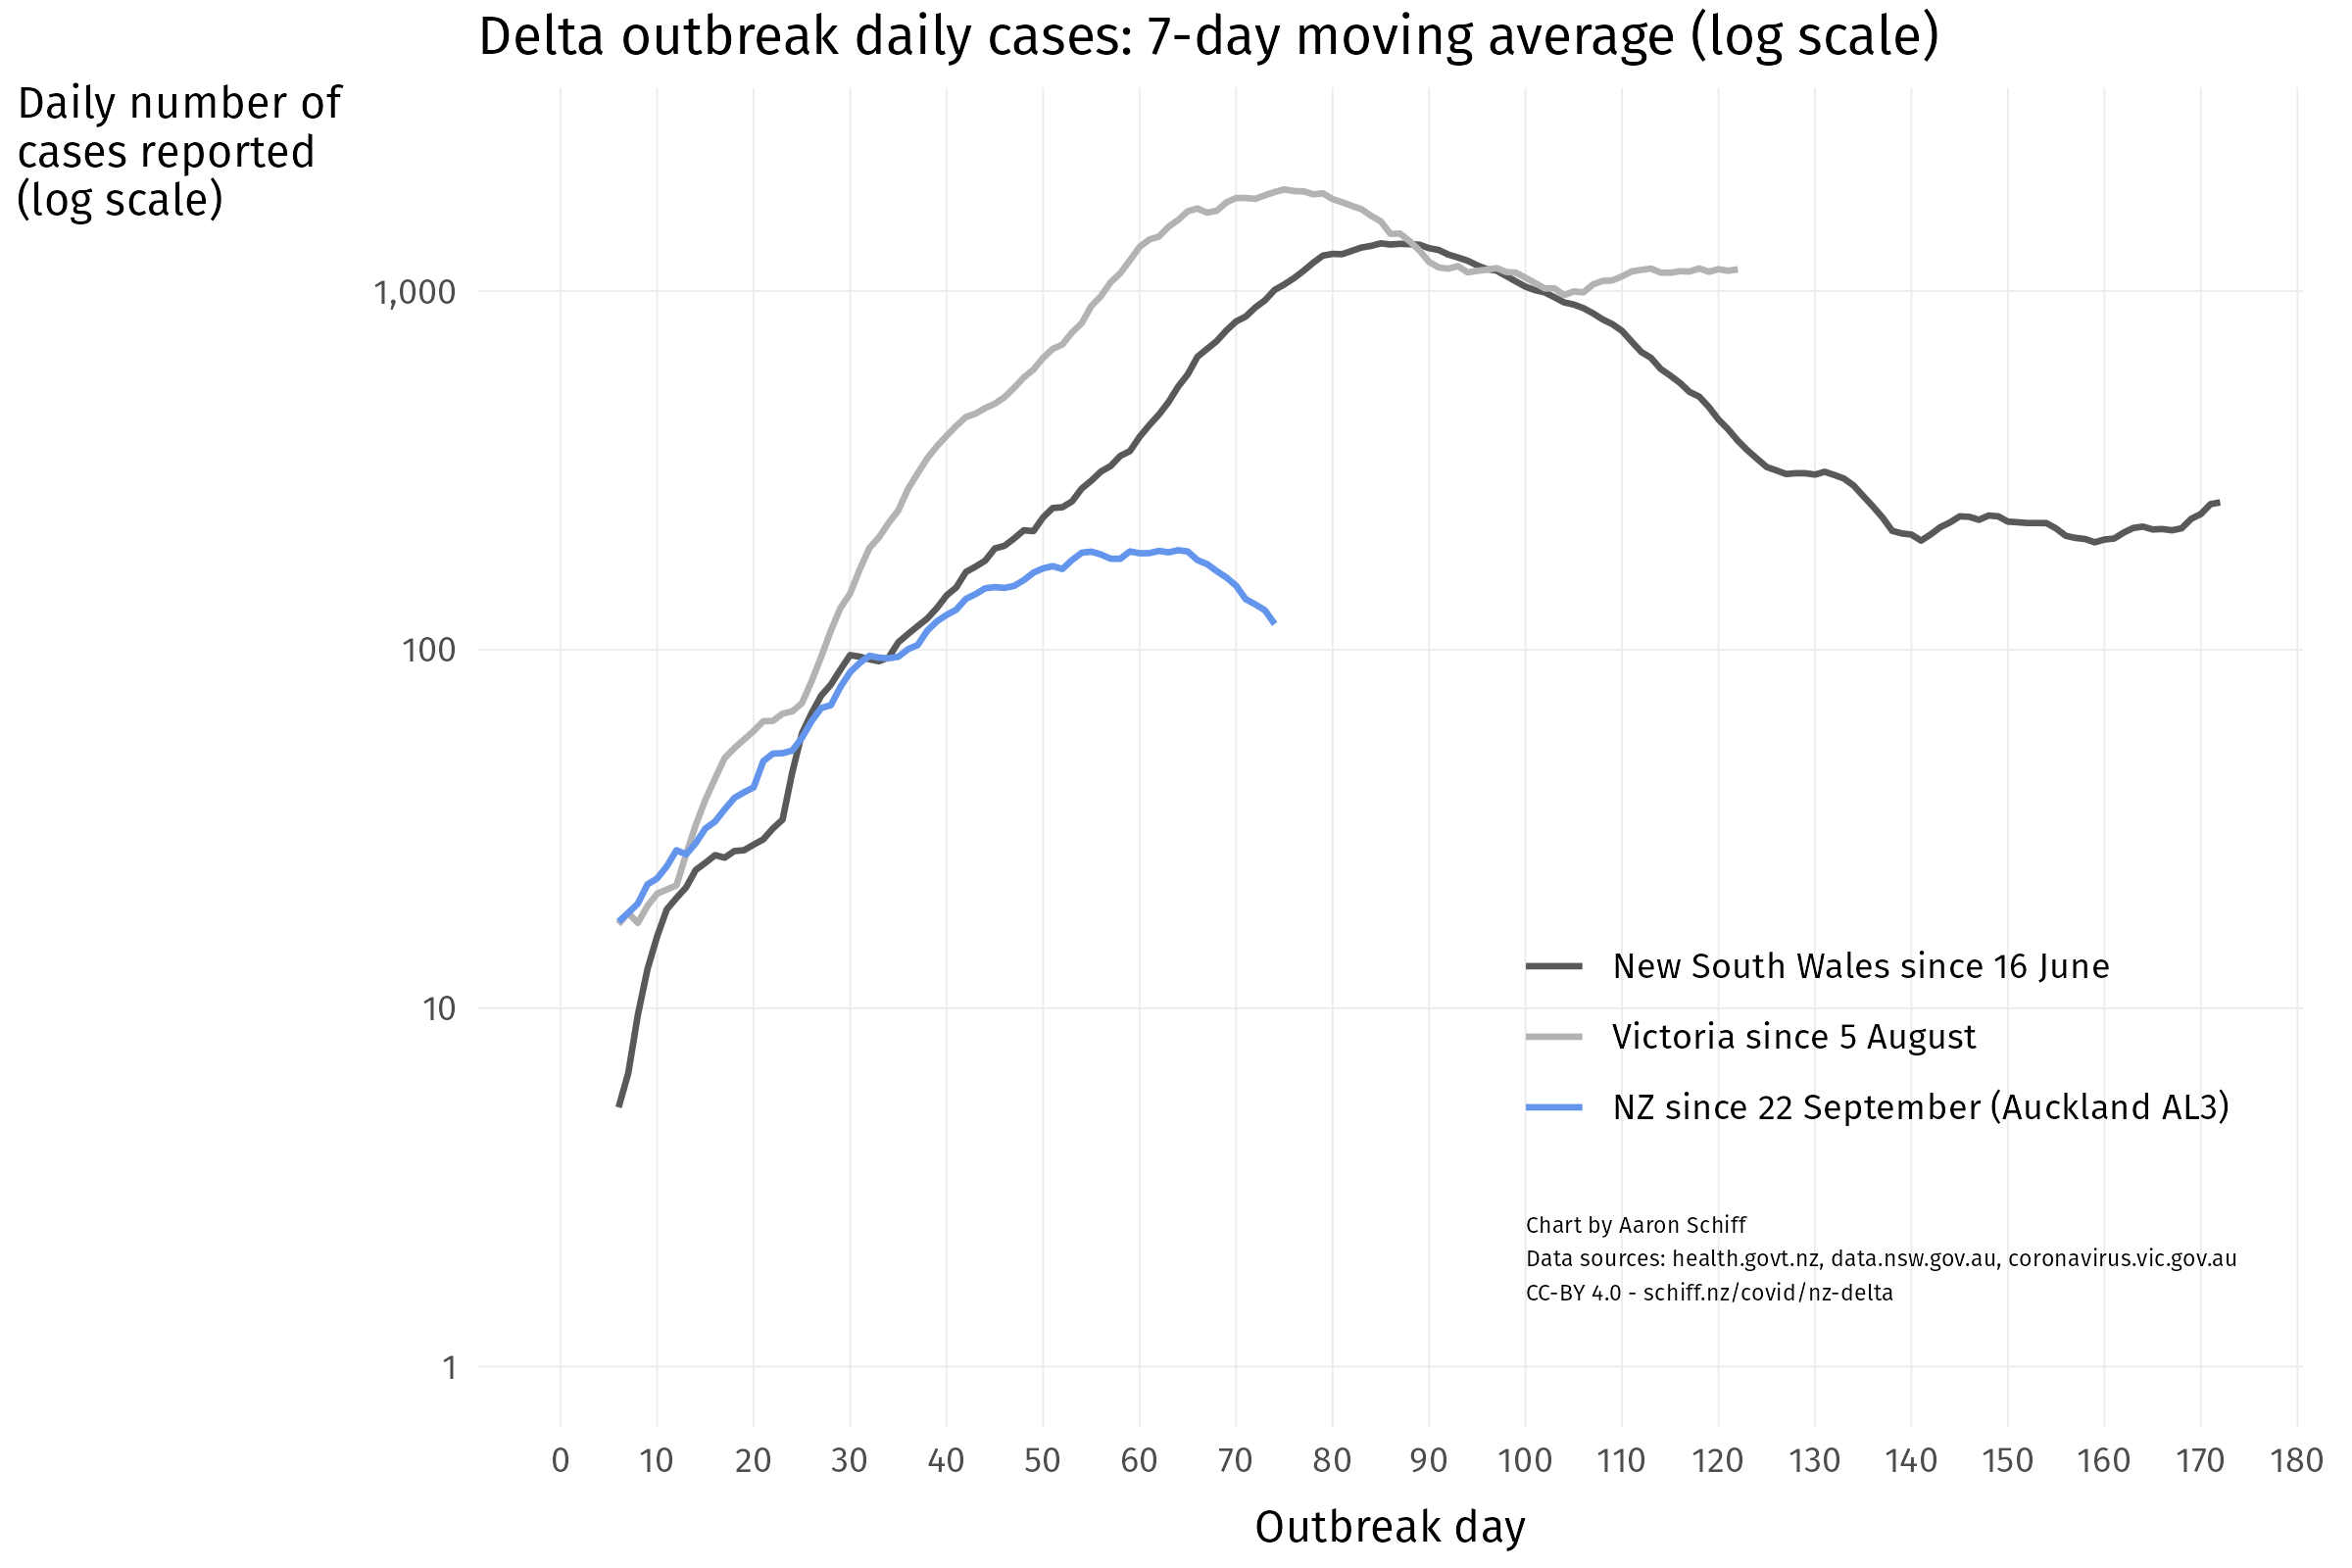 Delta outbreak daily cases: 7-day moving average (log scale)
Daily number of
cases reported
(log scale)
1,000
100
10
1
New South Wales since 16 June
Victoria since 5 August
NZ since 22 September (Auckland AL3)
Chart by Aaron Schiff
Data sources: health.govt.nz, data.nsw.gov.au, coronavirus.vic.gov.au
CC-BY 4.0 - schiff.nz/covid/nz-delta
0 10 20 30 40 50 60 70 80 90 100 110 120 130 140 150 160 170 180
Outbreak day